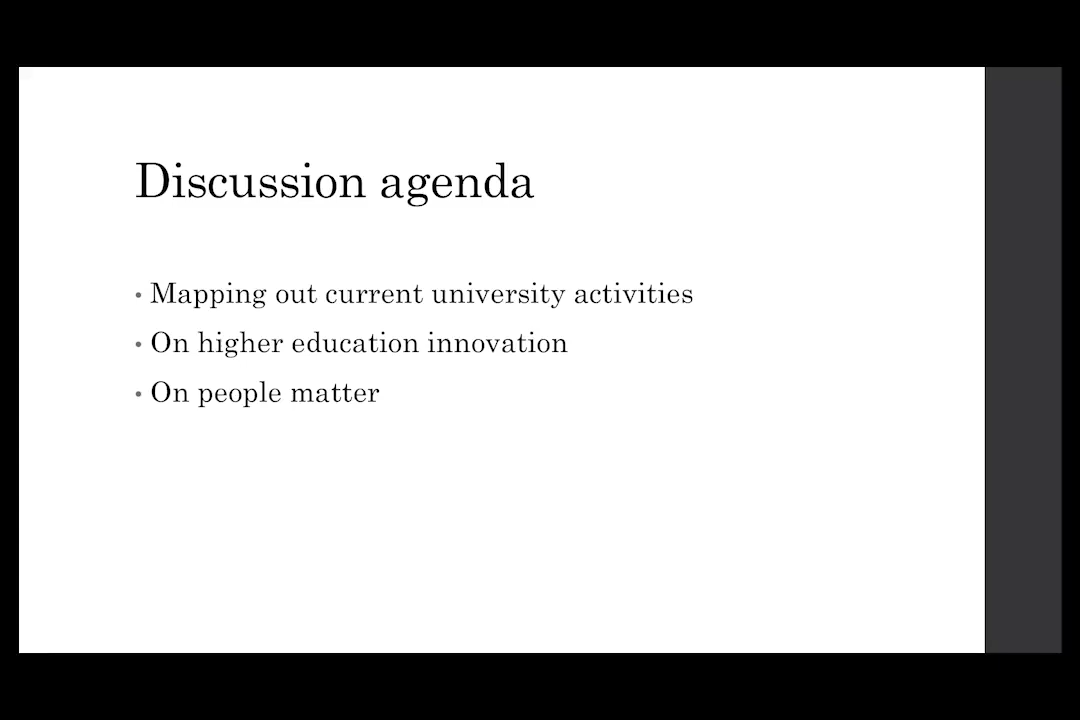 Discussion agenda
• Mapping out current university activities
• On higher education innovation
• On people matter